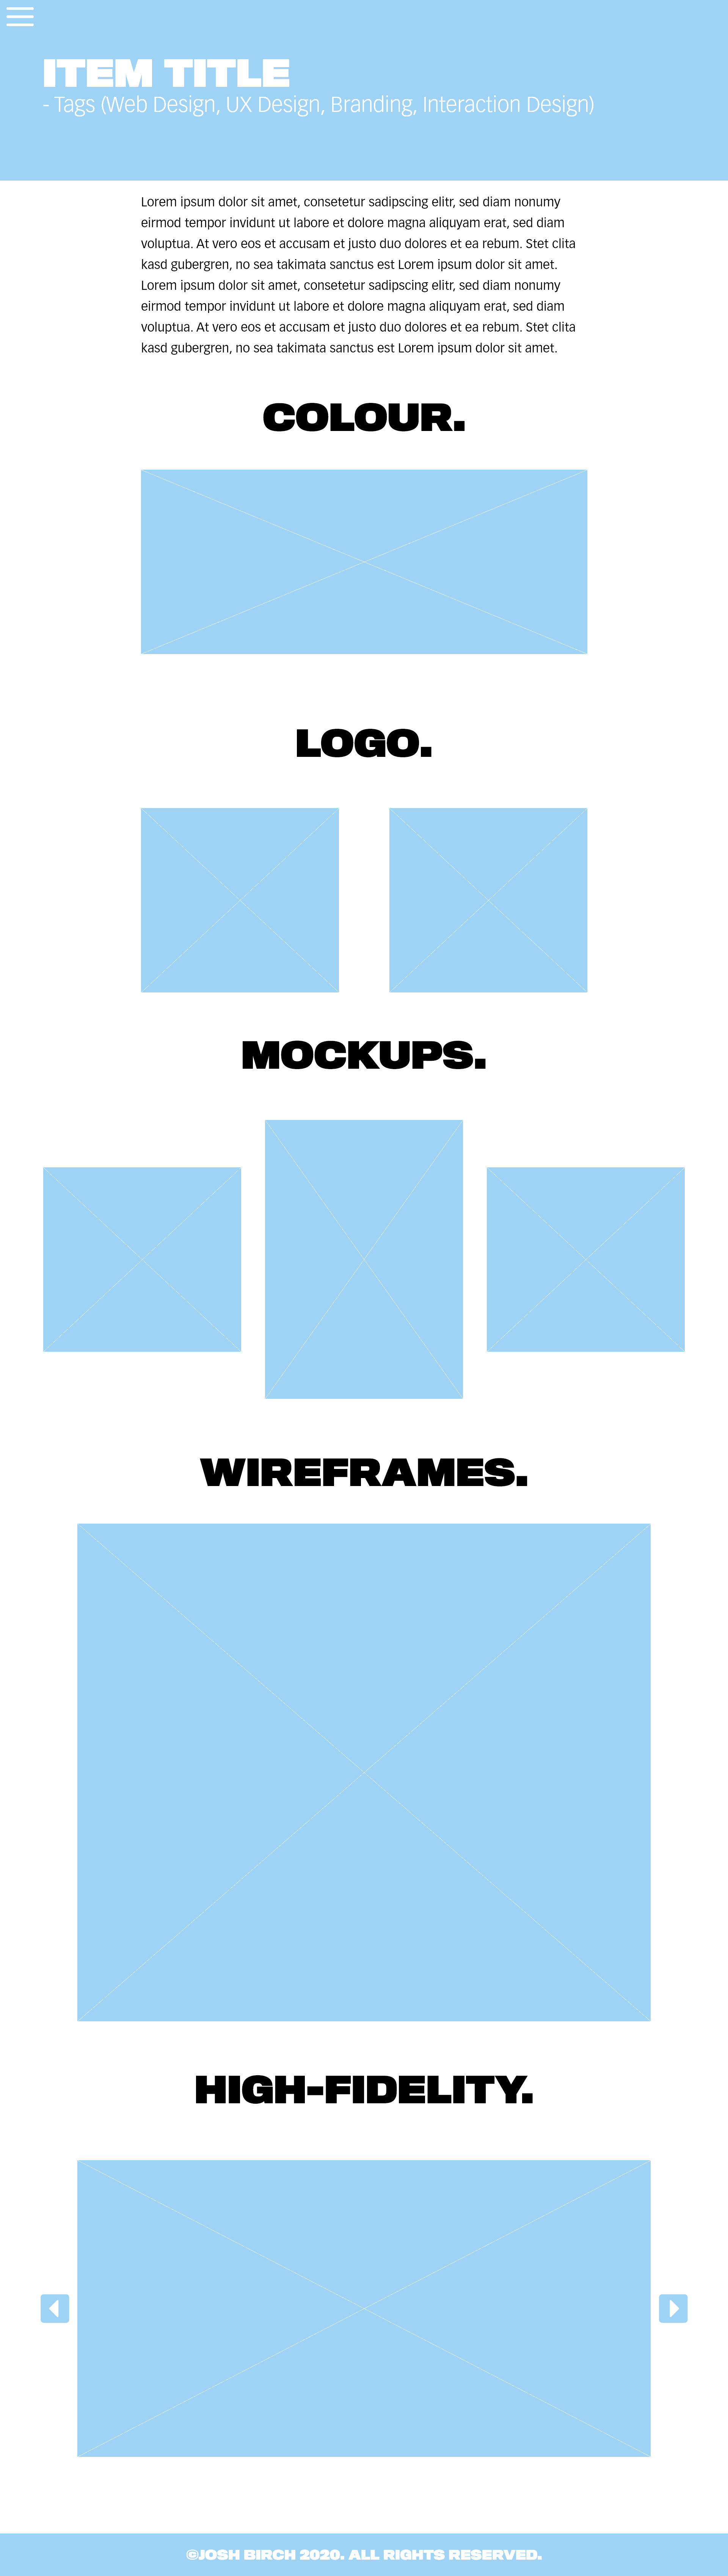 ITEM TITLE
- Tags (Web Design, UX Design, Branding, Interaction Design)
Lorem ipsum dolor sit amet, consetetur sadipscing elitr, sed diam nonumy
eirmod tempor invidunt ut labore et dolore magna aliquyam erat, sed diam
voluptua. At vero eos et accusam et justo duo dolores et ea rebum. Stet clita
kasd gubergren, no sea takimata sanctus est Lorem ipsum dolor sit amet.
Lorem ipsum dolor sit amet, consetetur sadipscing elitr, sed diam nonumy
eirmod tempor invidunt ut labore et dolore magna aliquyam erat, sed diam
voluptua. At vero eos et accusam et justo duo dolores et ea rebum. Stet clita
kasd gubergren, no sea takimata sanctus est Lorem ipsum dolor sit amet.
COLOUR.
LOGO.
MOCKUPS.
WIREFRAMES.
HIGH-FIDELITY.
©JOSH BIRCH 2020. ALL RIGHTS RESERVED.